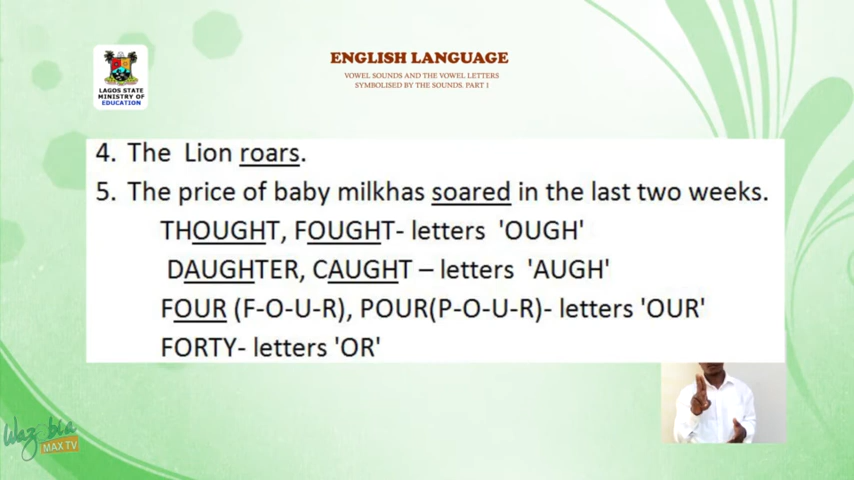 ENGLISH LANGUAGE
VOWEL SOUNDS AND THE VOWEL LETTERS
SYMBOLISED BY THE SOUNDS. PART 1
LAGOS STATE
MINISTRY OF
EDUCATION
4. The Lion roars.
5. The price of baby milkhas soared in the last two weeks.
THOUGHT, FOUGHT- letters 'OUGH'
DAUGHTER, CAUGHT – letters 'AUGH'
FOUR (F-O-U-R), POUR(P-O-U-R)- letters 'OUR'
FORTY- letters 'OR'
Wazobia
MAX TV